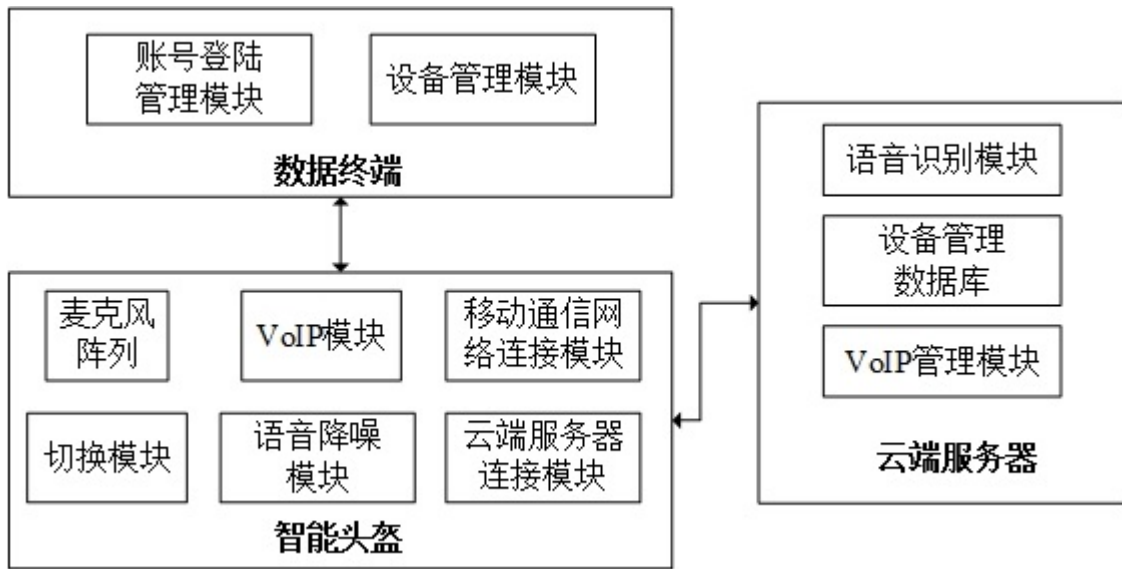 账号登陆
管理模块
设备管理模块
数据终端
麦克风
阵列
VoIP模块
移动通信网
络连接模块
切换模块
语音降噪
模块
云端服务器
连接模块
智能头盔
语音识别模块
设备管理
数据库
VoIP管理模块
云端服务器